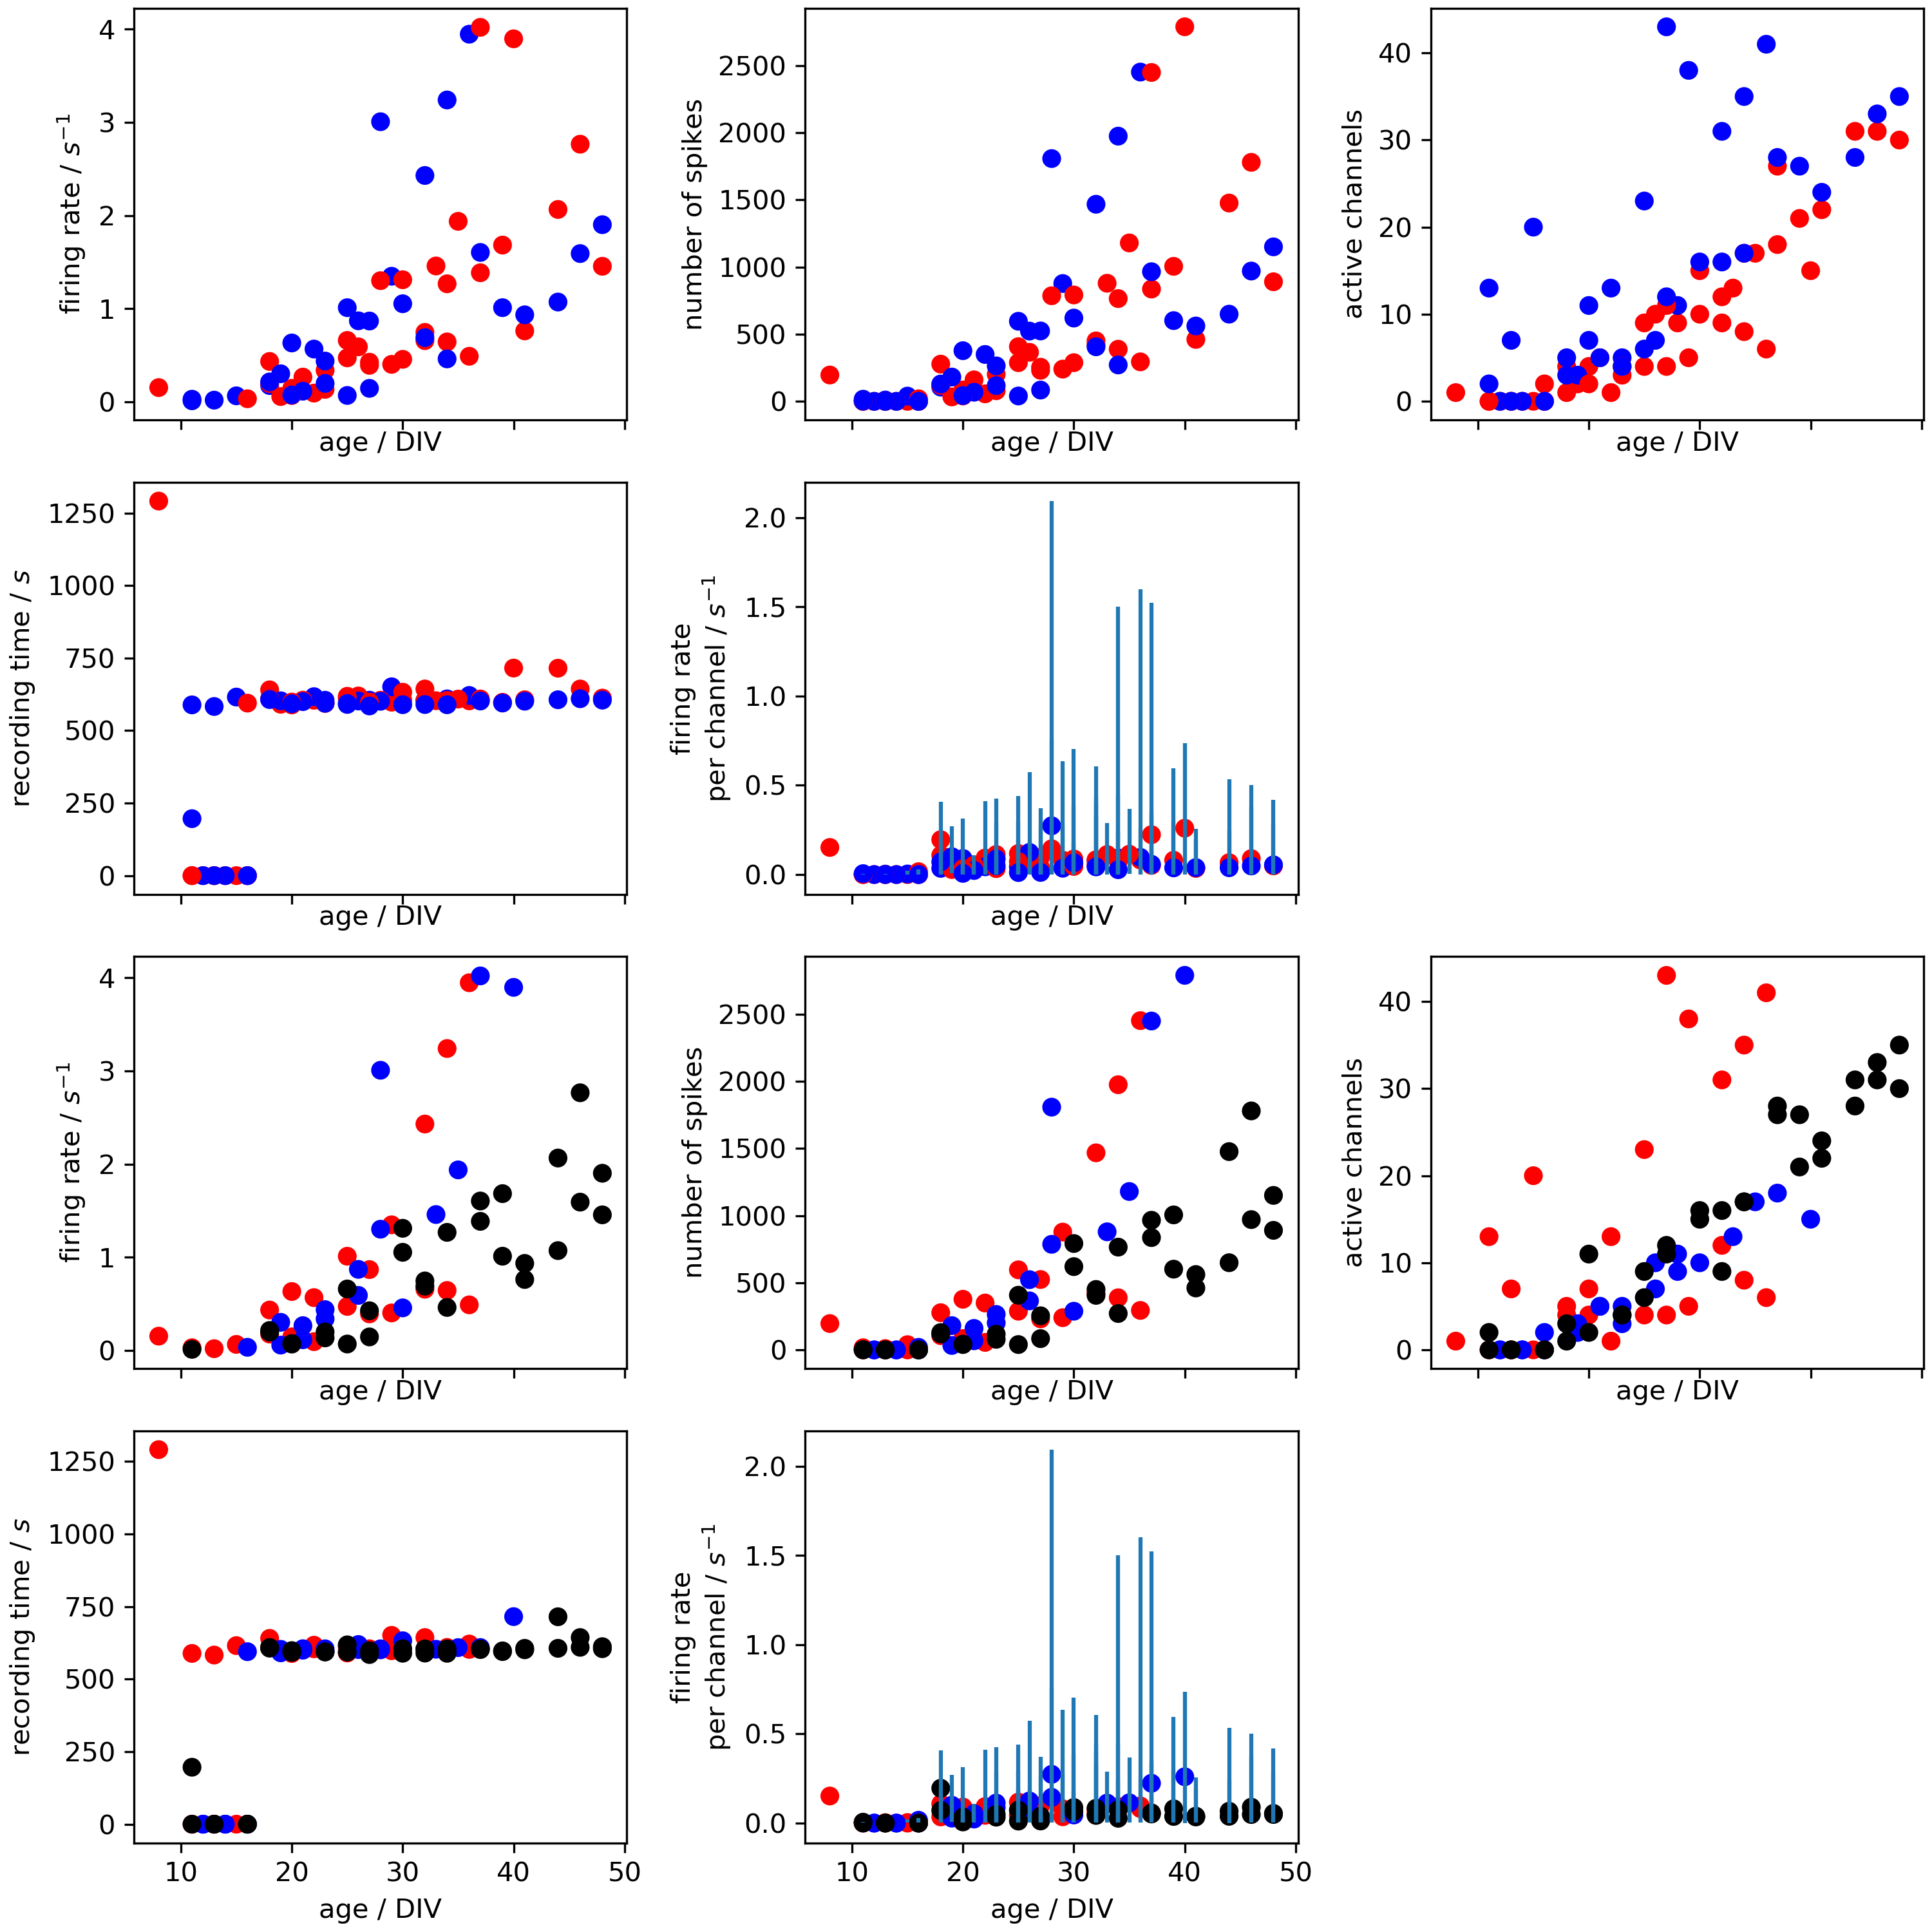 firing rate / s⁻¹
0
1
2
3
4
age / DIV
number of spikes
0
500
1000
1500
2000
2500
age / DIV
active channels
0
10
20
30
40
age / DIV
recording time / s
0
250
500
750
1000
1250
age / DIV
firing rate
per channel / s⁻¹
0.0
0.5
1.0
1.5
2.0
age / DIV
firing rate / s⁻¹
0
1
2
3
4
age / DIV
number of spikes
0
500
1000
1500
2000
2500
age / DIV
active channels
0
10
20
30
40
age / DIV
recording time / s
0
250
500
750
1000
1250
10 20 30 40 50
age / DIV
firing rate
per channel / s⁻¹
0.0
0.5
1.0
1.5
2.0
10 20 30 40 50
age / DIV